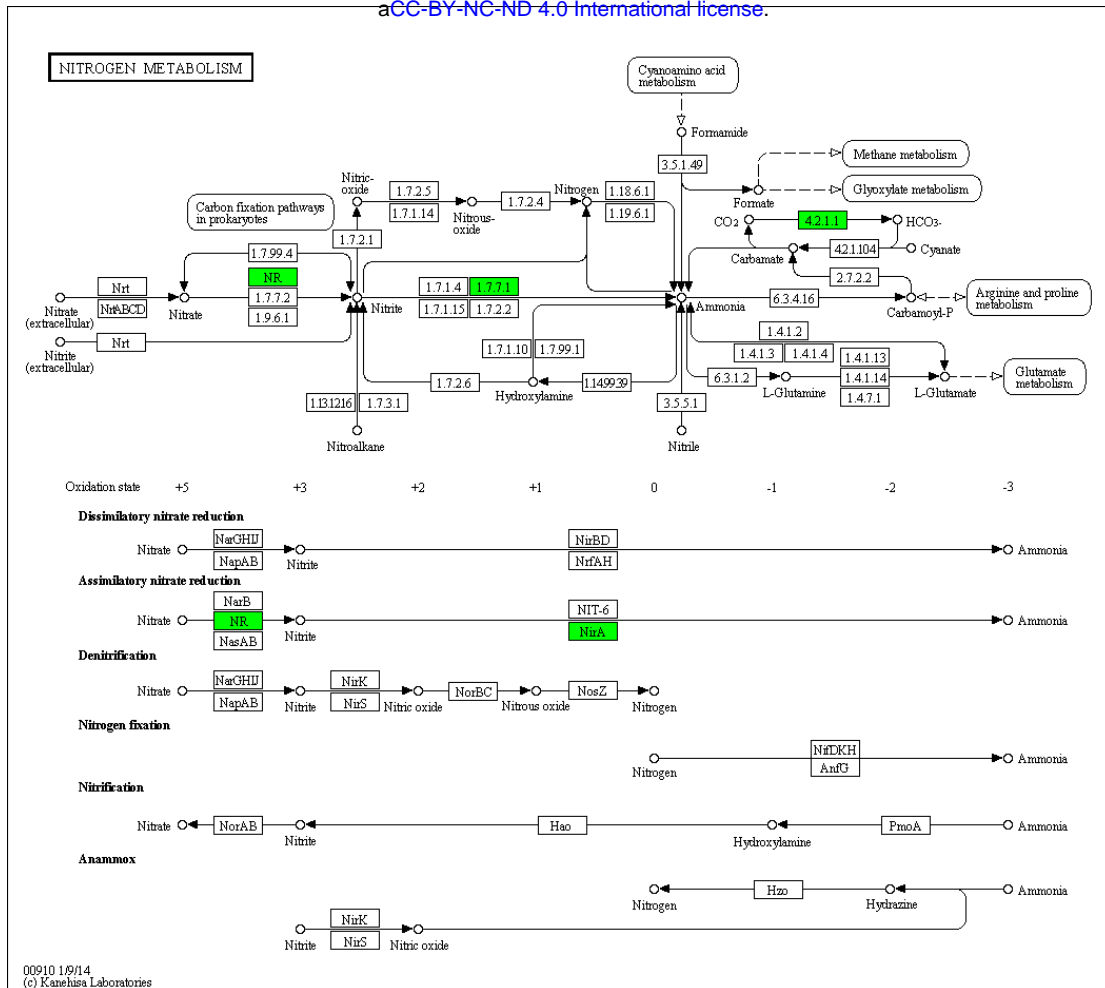 aCC-BY-NC-ND 4.0 International license.
NITROGEN METABOLISM
Cyanoamino acid
metabolism
Formamide
3.5.1.49
Methane metabolism
Formate
Glyoxylate metabolism
Nitric-
oxide
1.7.2.5
1.7.1.14
Nitrous-
oxide
1.7.2.4
Nitrogen
1.18.6.1
1.19.6.1
Carbon fixation pathways
in prokaryotes
1.7.2.1
CO2
4.2.1.1
HCO3-
Carbamate
4.2.1.104
Cyanate
2.7.2.2
1.7.99.4
NR
1.7.7.2
1.9.6.1
Nrt
NrtABCD
Nitrate
(extracellular)
Nitrate
Nrt
Nitrite
(extracellular)
Nitrite
1.7.1.4
1.7.7.1
1.7.1.15
1.7.2.2
Ammonia
6.3.4.16
Carbamoyl-P
Arginine and proline
metabolism
1.7.1.10
1.7.99.1
1.7.2.6
Hydroxylamine
1.14.99.39
1.4.1.2
1.4.1.3
1.4.1.4
6.3.1.2
L-Glutamine
1.4.1.13
1.4.1.14
1.4.7.1
L-Glutamate
Glutamate
metabolism
1.13.12.16
1.7.3.1
Nitroalkane
3.5.5.1
Nitrile
Oxidation state +5 +3 +2 +1 0 -1 -2 -3
Dissimilatory nitrate reduction
NarGHIJ
NapAB
Nitrate
Nitrite
NirBD
NrfAH
Ammonia
Assimilatory nitrate reduction
NarB
NR
NasAB
Nitrate
Nitrite
NIT-6
NirA
Ammonia
Denitrification
NarGHIJ
NapAB
Nitrate
Nitrite
NirK
NirS
Nitric oxide
NorBC
Nitrous oxide
NosZ
Nitrogen
Nitrogen fixation
Nitrogen
NifDKH
AnfG
Ammonia
Nitrification
Nitrate
NorAB
Nitrite
Hao
Hydroxylamine
PmoA
Ammonia
Anammox
Nitrogen
Hzo
Hydrazine
Ammonia
Nitrite
NirK
NirS
Nitric oxide
00910 1/9/14
(c) Kanehisa Laboratories